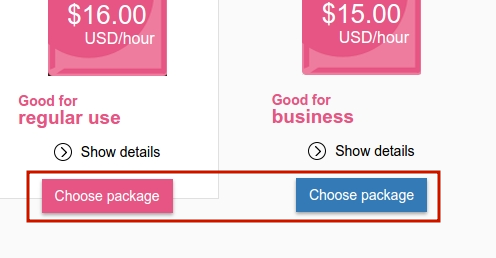 $16.00
USD/hour
Good for
regular use
Show details
Choose package
$15.00
USD/hour
Good for
business
Show details
Choose package